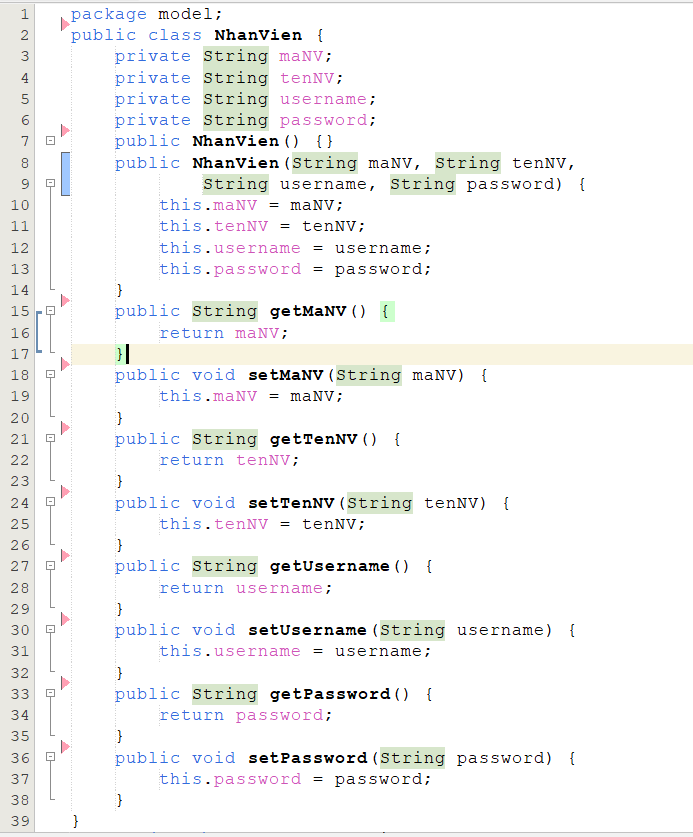 1 package model;
2 public class NhanVien {
3 private String maNV;
4 private String tenNV;
5 private String username;
6 private String password;
7 public NhanVien() {}
8 public NhanVien(String maNV, String tenNV,
9 String username, String password) {
10 this.maNV = maNV;
11 this.tenNV = tenNV;
12 this.username = username;
13 this.password = password;
14 }
15 public String getMaNV() {
16 return maNV;
17 }
18 public void setMaNV(String maNV) {
19 this.maNV = maNV;
20 }
21 public String getTenNV() {
22 return tenNV;
23 }
24 public void setTenNV(String tenNV) {
25 this.tenNV = tenNV;
26 }
27 public String getUsername() {
28 return username;
29 }
30 public void setUsername(String username) {
31 this.username = username;
32 }
33 public String getPassword() {
34 return password;
35 }
36 public void setPassword(String password) {
37 this.password = password;
38 }
39 }